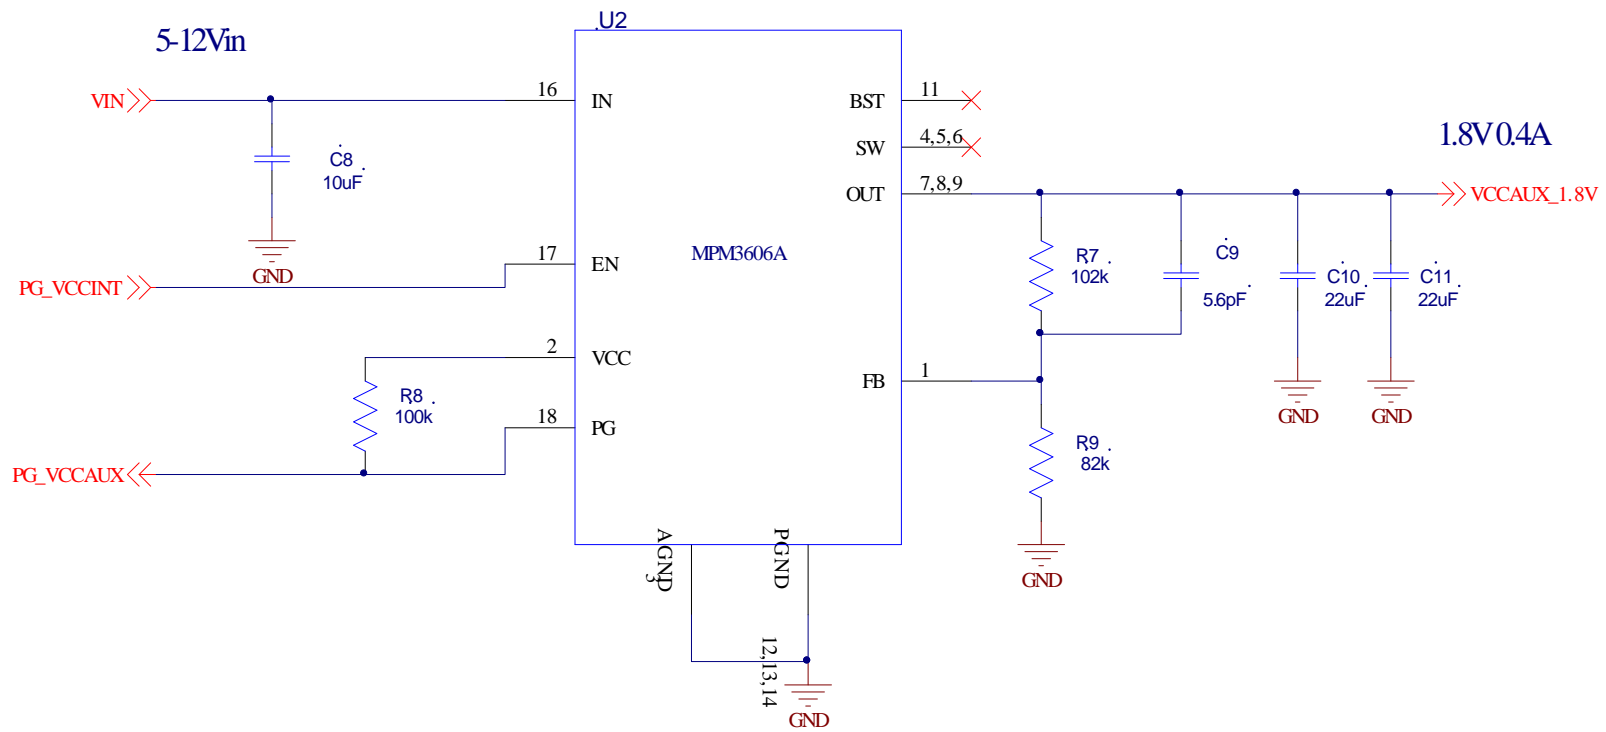 .U2
5-12Vin
VIN
16
IN
BST
11
1.8V 0.4A
SW
4,5,6
C8
10uF
OUT
7,8,9
VCCAUX_1.8V
MPM3606A
17
EN
GND
PG_VCCINT
R7
102k
C9
5.6pF
C10
22uF
C11
22uF
2
VCC
FB
1
R8
100k
18
PG
GND
GND
PG_VCCAUX
R9
82k
AGND
3
PGND
GND
12,13,14
GND